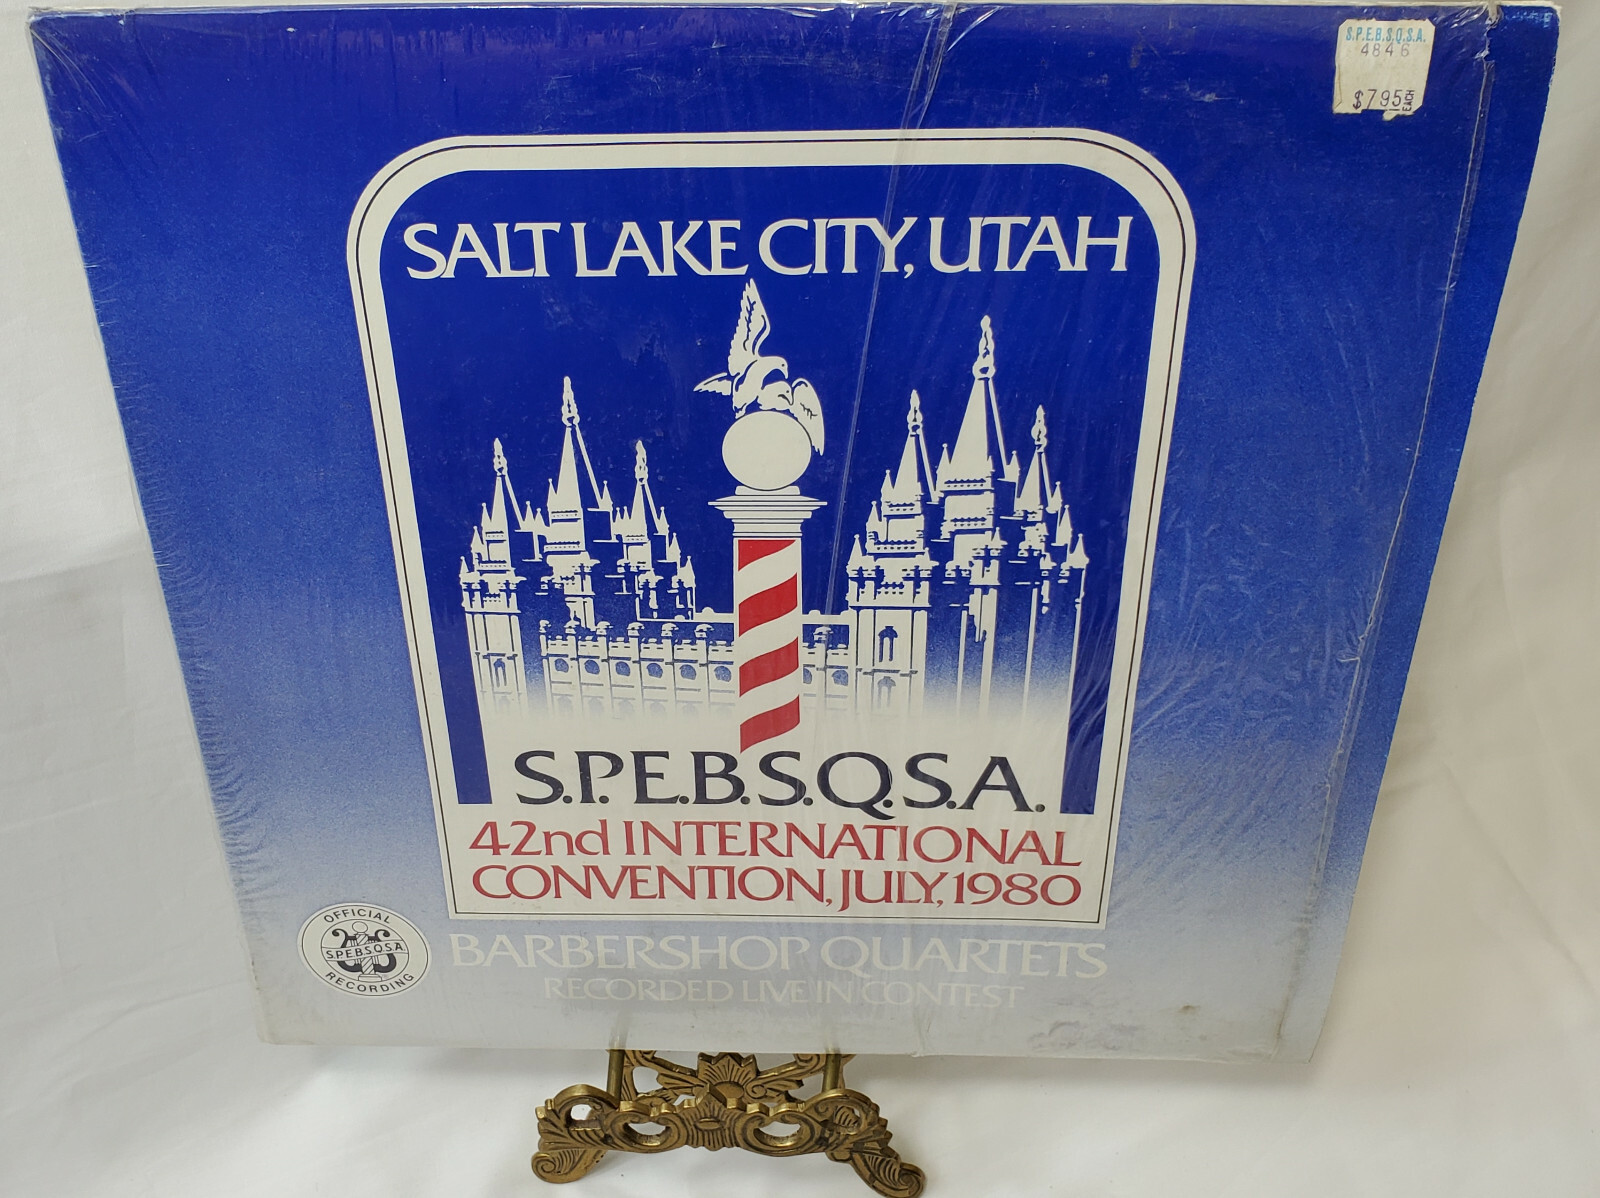 S.P.E.B.S.Q.S.A.
4846
$795 EACH
SALT LAKE CITY, UTAH
S.P.E.B.S.Q.S.A.
42nd INTERNATIONAL
CONVENTION, JULY, 1980
BARBERSHOP QUARTETS
RECORDED LIVE IN CONTEST
OFFICIAL
S.P.E.B.S.Q.S.A.
RECORDING